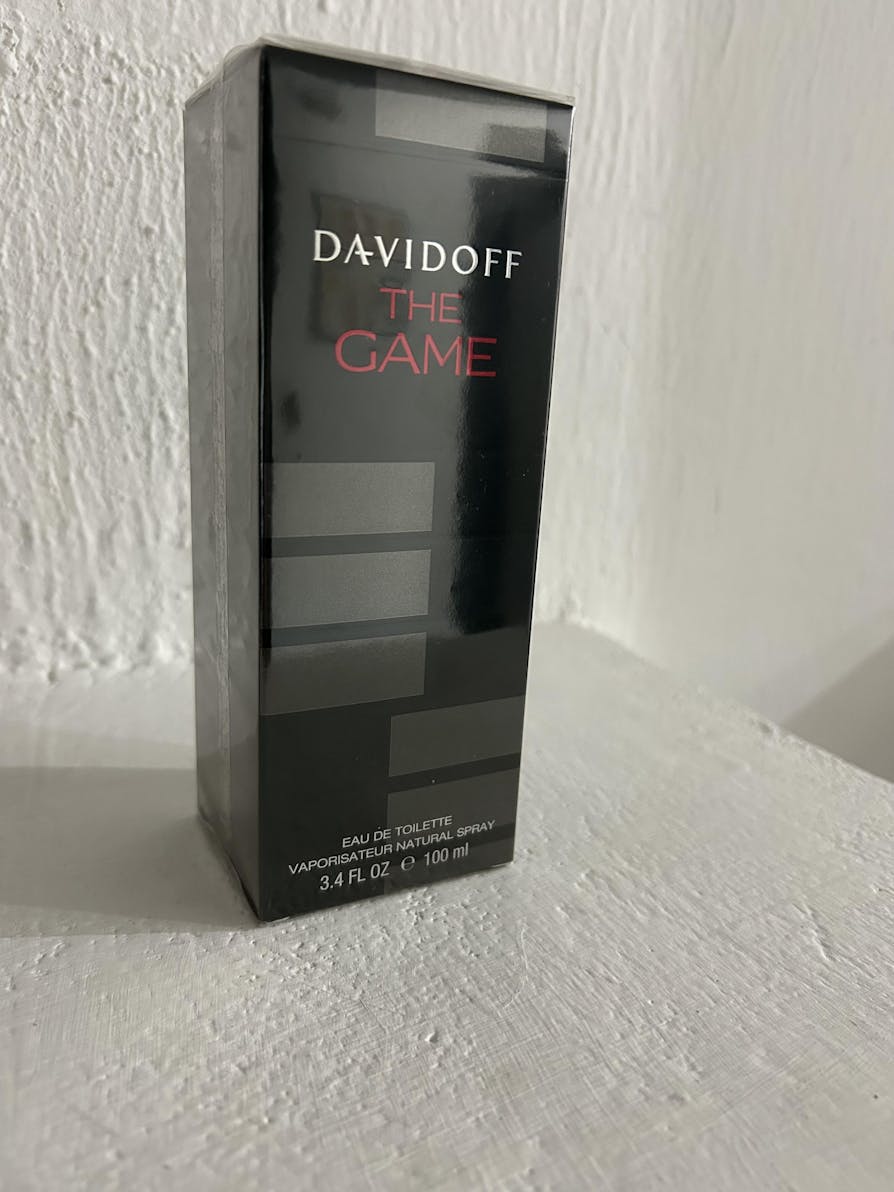 DAVIDOFF
THE
GAME
EAU DE TOILETTE
VAPORISATEUR NATURAL SPRAY
3.4 FL OZ ℮ 100 ml